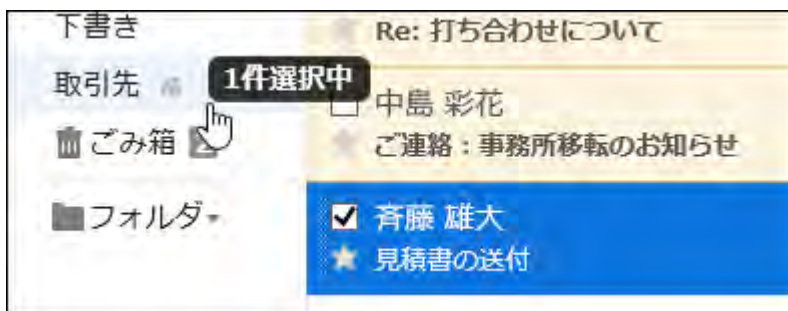 下書き
取引先
1件選択中
ごみ箱
フォルダ
Re: 打ち合わせについて
中島 彩花
ご連絡：事務所移転のお知らせ
斉藤 雄大
見積書の送付